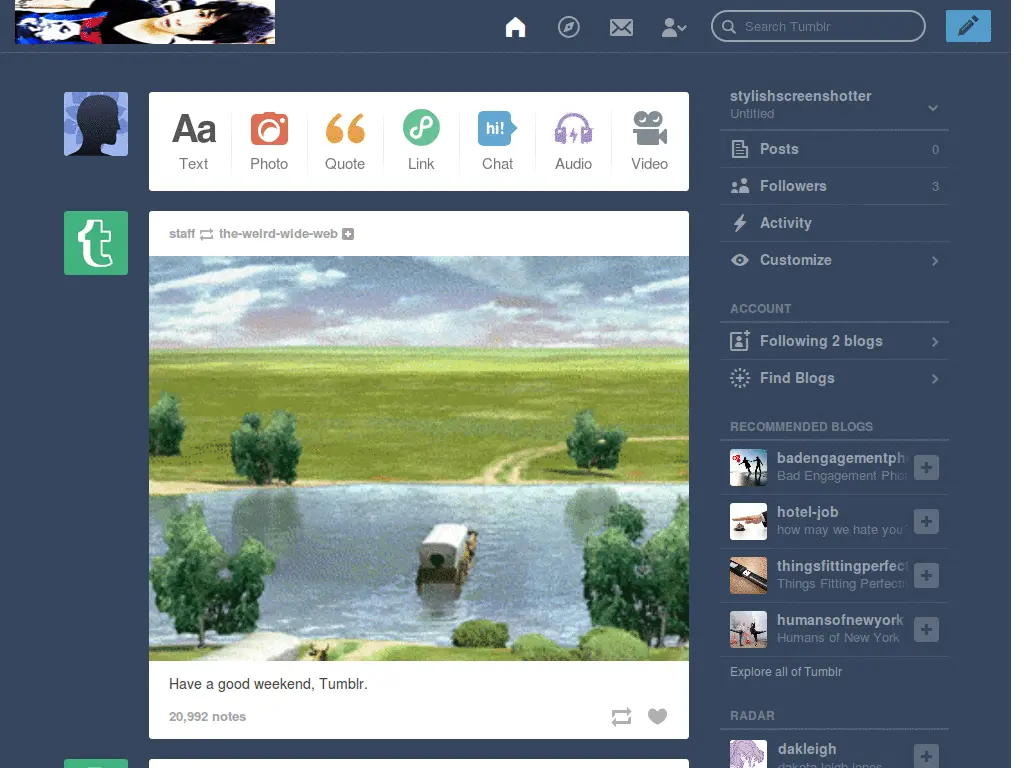 Search Tumblr
Aa
hi!
Text
Photo
Quote
Link
Chat
Audio
Video
t
staff the-weird-wide-web
Have a good weekend, Tumblr.
20,992 notes
stylishscreenshotter
Untitled
Posts 0
Followers 3
Activity
Customize
ACCOUNT
Following 2 blogs
Find Blogs
RECOMMENDED BLOGS
badengagementph
Bad Engagement Pho
hotel-job
how may we hate you
thingsfittingperfect
Things Fitting Perfect
humansofnewyork
Humans of New York
Explore all of Tumblr
RADAR
dakleigh
dakota leigh jones